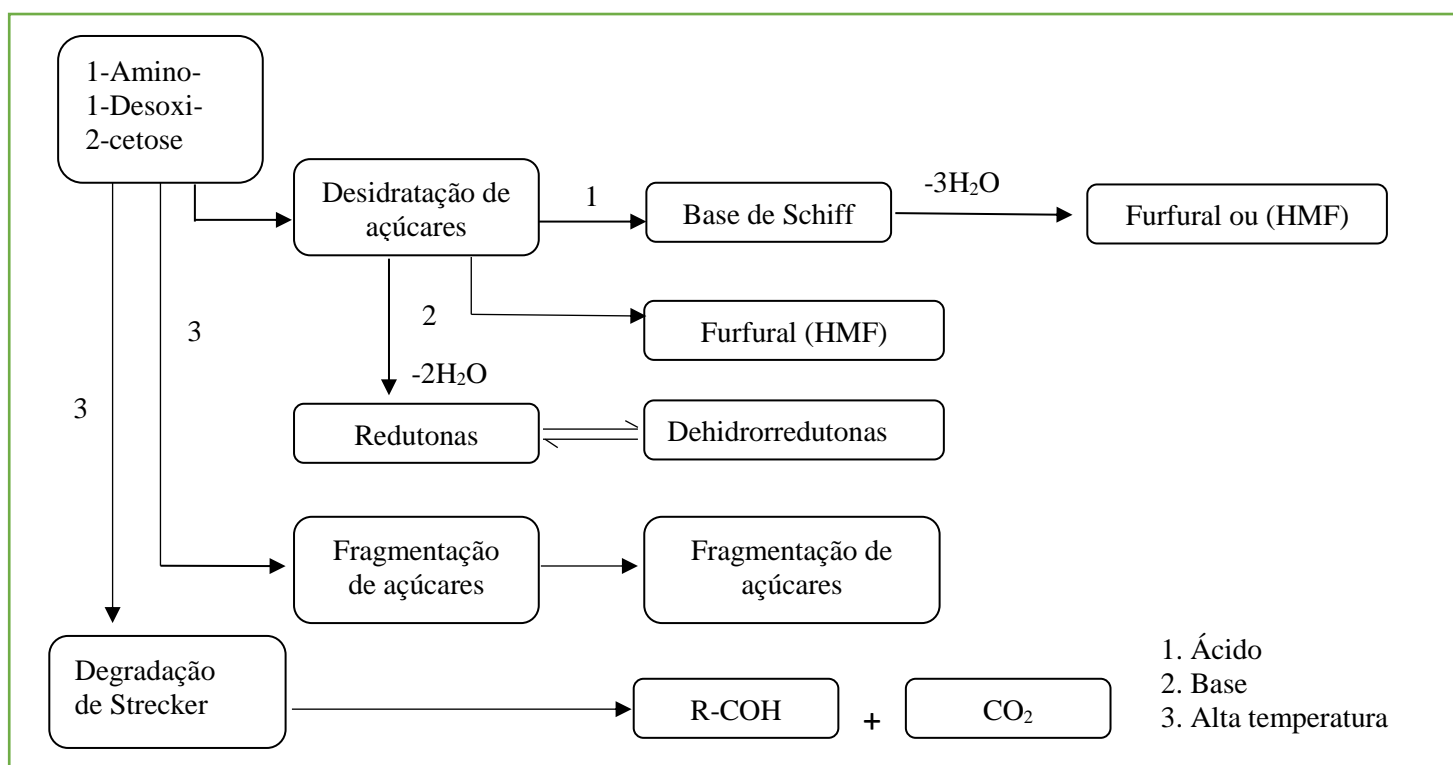 1-Amino-
1-Desoxi-
2-cetose
Desidratação de
açúcares
1
Base de Schiff
-3H₂O
Furfural ou (HMF)
2
Furfural (HMF)
3
-2H₂O
3
Redutonas
Dehidrorredutonas
Fragmentação
de açúcares
Fragmentação de
açúcares
Degradação
de Strecker
R-COH
+
CO₂
1. Ácido
2. Base
3. Alta temperatura